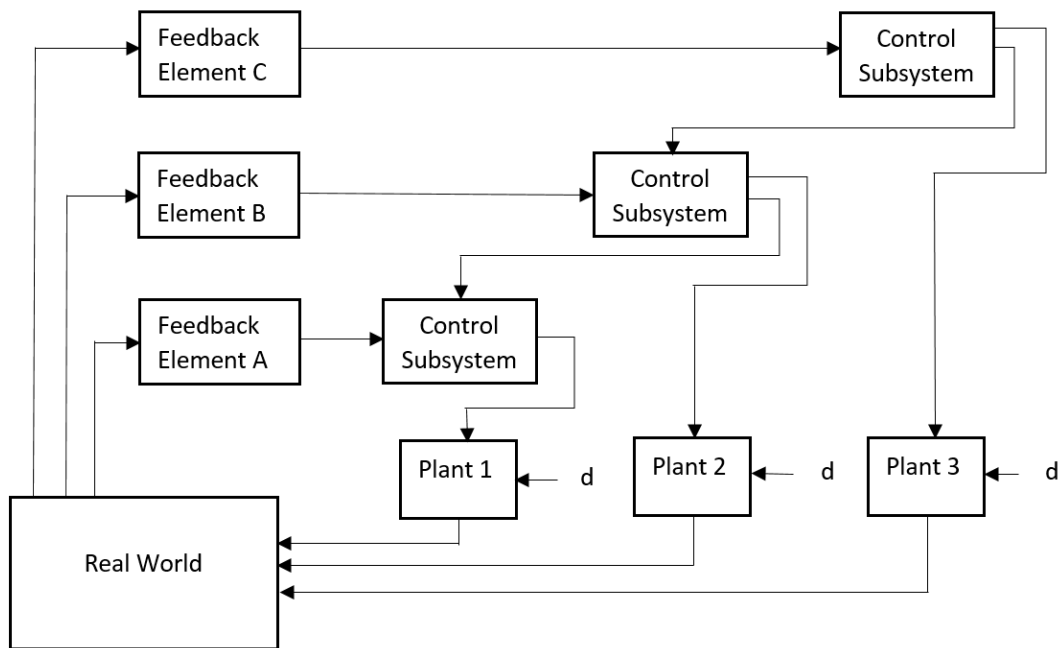 Feedback
Element C
Control
Subsystem
Feedback
Element B
Control
Subsystem
Feedback
Element A
Control
Subsystem
Plant 1
d
Plant 2
d
Plant 3
d
Real World